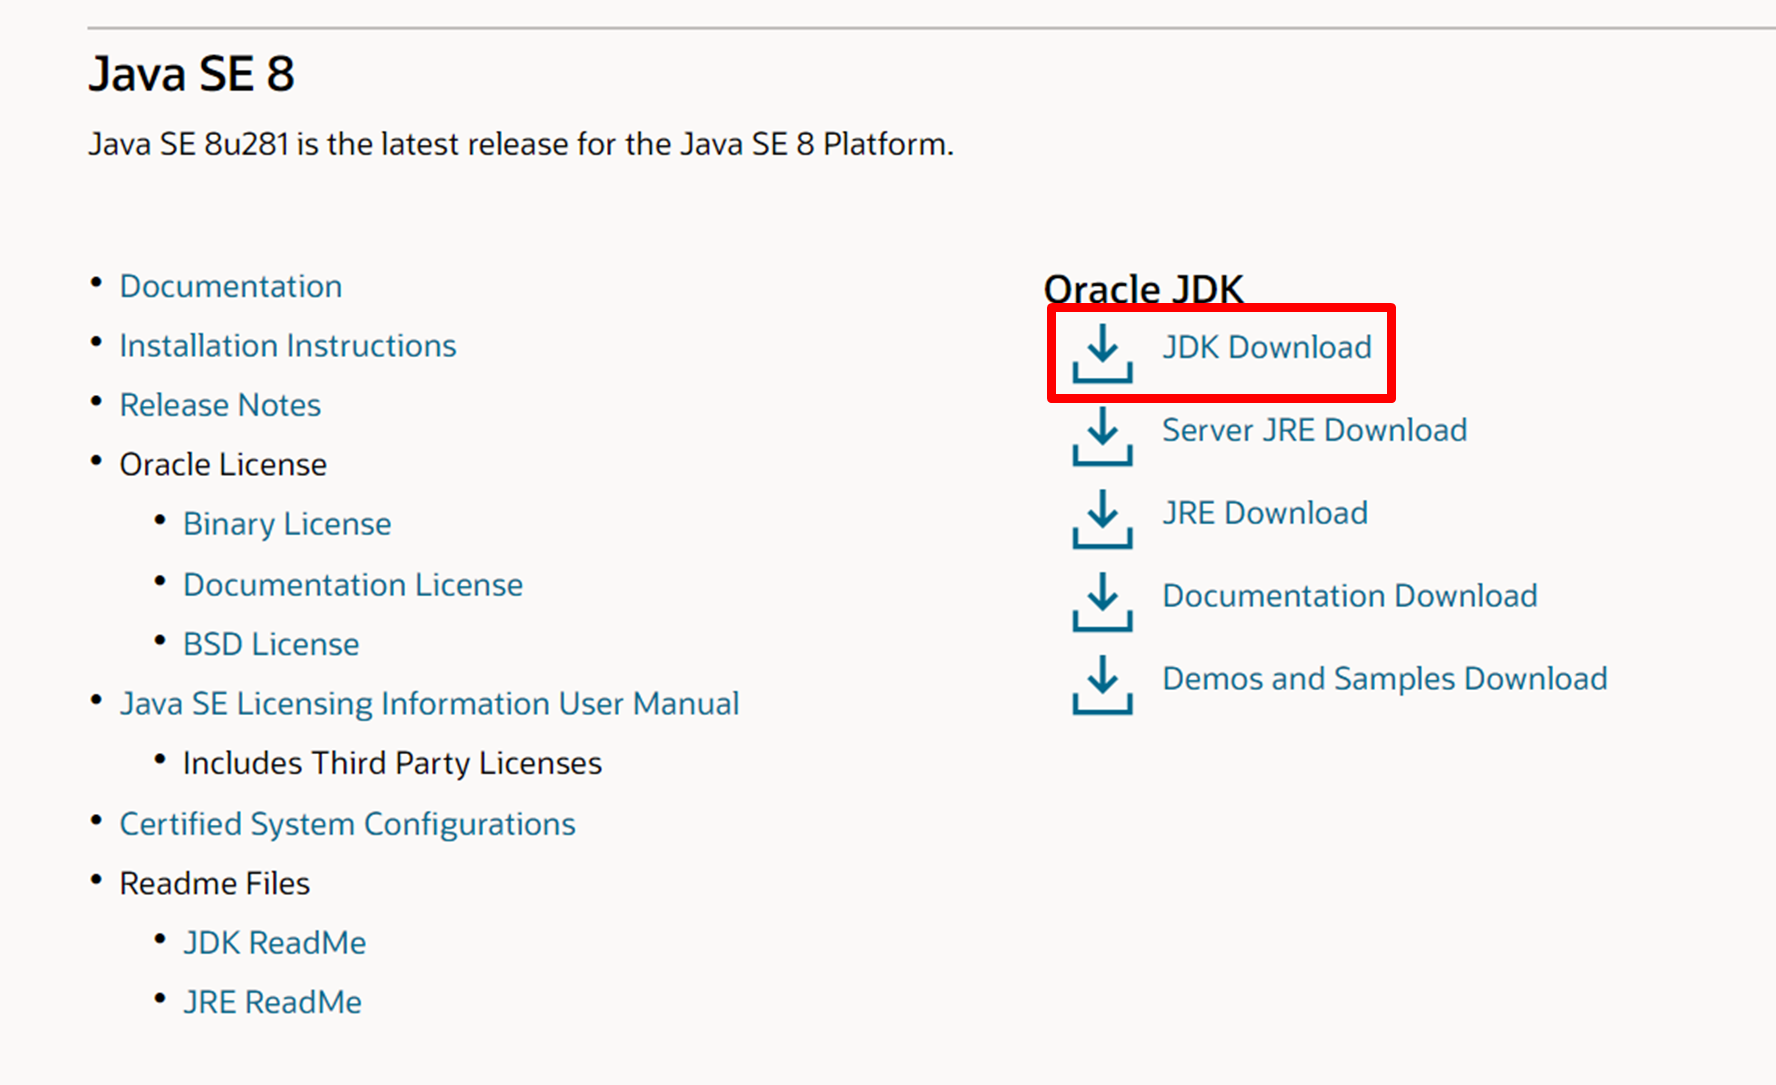 Java SE 8
Java SE 8u281 is the latest release for the Java SE 8 Platform.
Documentation
Installation Instructions
Release Notes
Oracle License
Binary License
Documentation License
BSD License
Java SE Licensing Information User Manual
Includes Third Party Licenses
Certified System Configurations
Readme Files
JDK ReadMe
JRE ReadMe
Oracle JDK
JDK Download
Server JRE Download
JRE Download
Documentation Download
Demos and Samples Download